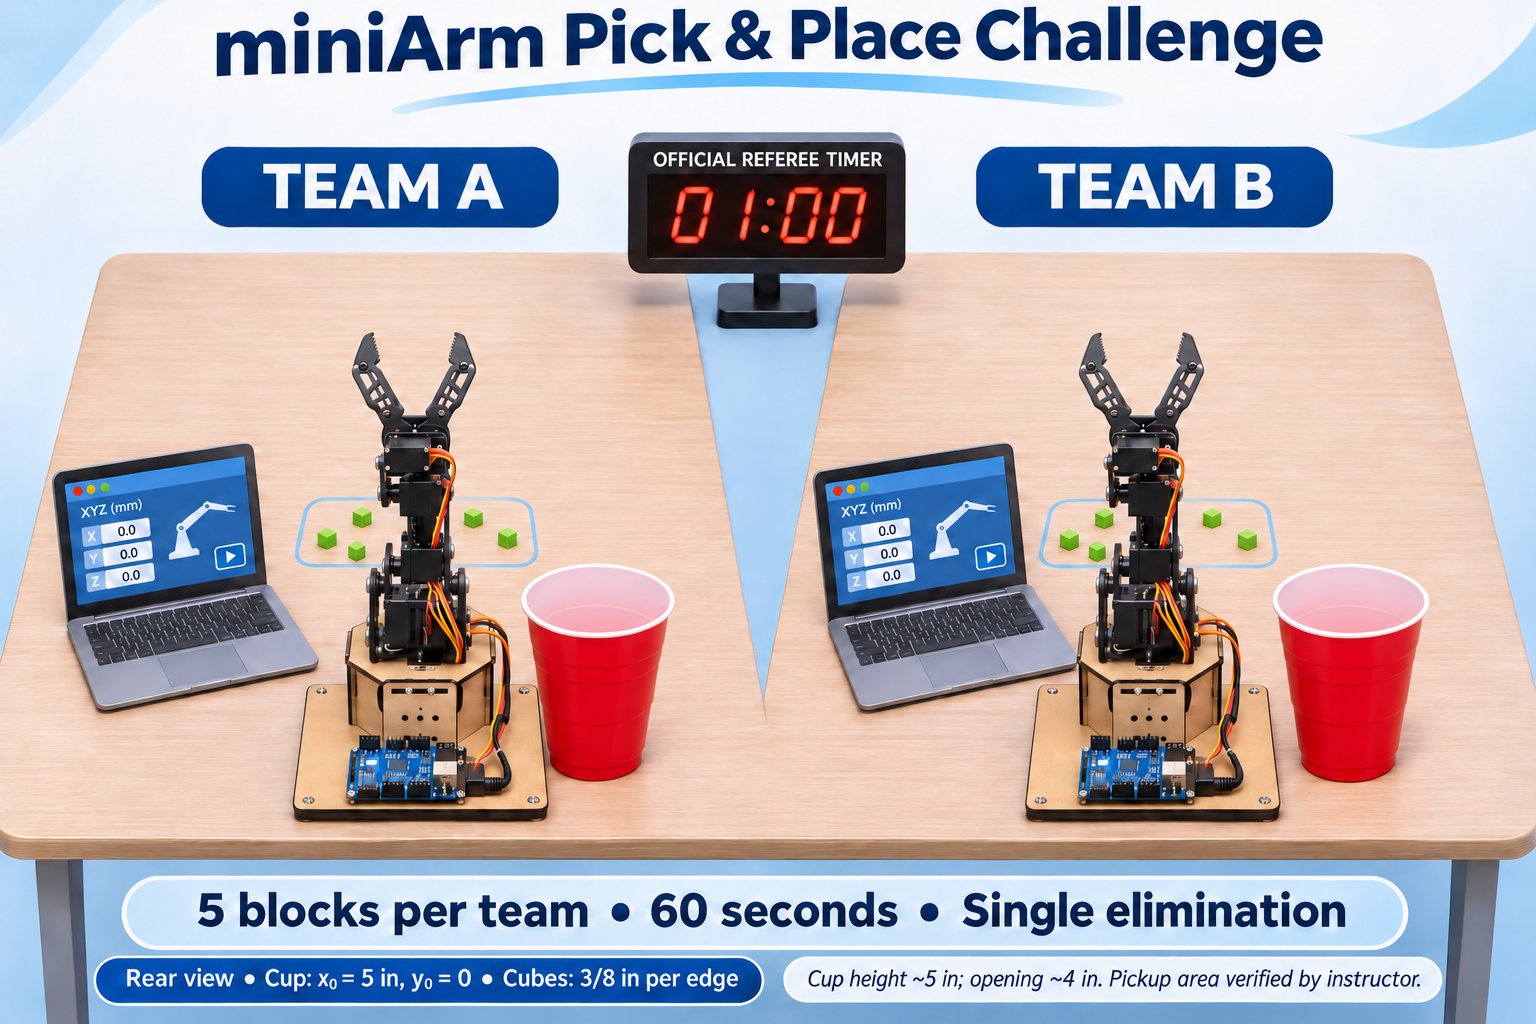 miniArm Pick & Place Challenge
TEAM A
OFFICIAL REFEREE TIMER
01:00
TEAM B
XYZ (mm)
X 0.0
Y 0.0
Z 0.0
XYZ (mm)
X 0.0
Y 0.0
Z 0.0
5 blocks per team • 60 seconds • Single elimination
Rear view • Cup: x₀ = 5 in, y₀ = 0 • Cubes: 3/8 in per edge
Cup height ~5 in; opening ~4 in. Pickup area verified by instructor.